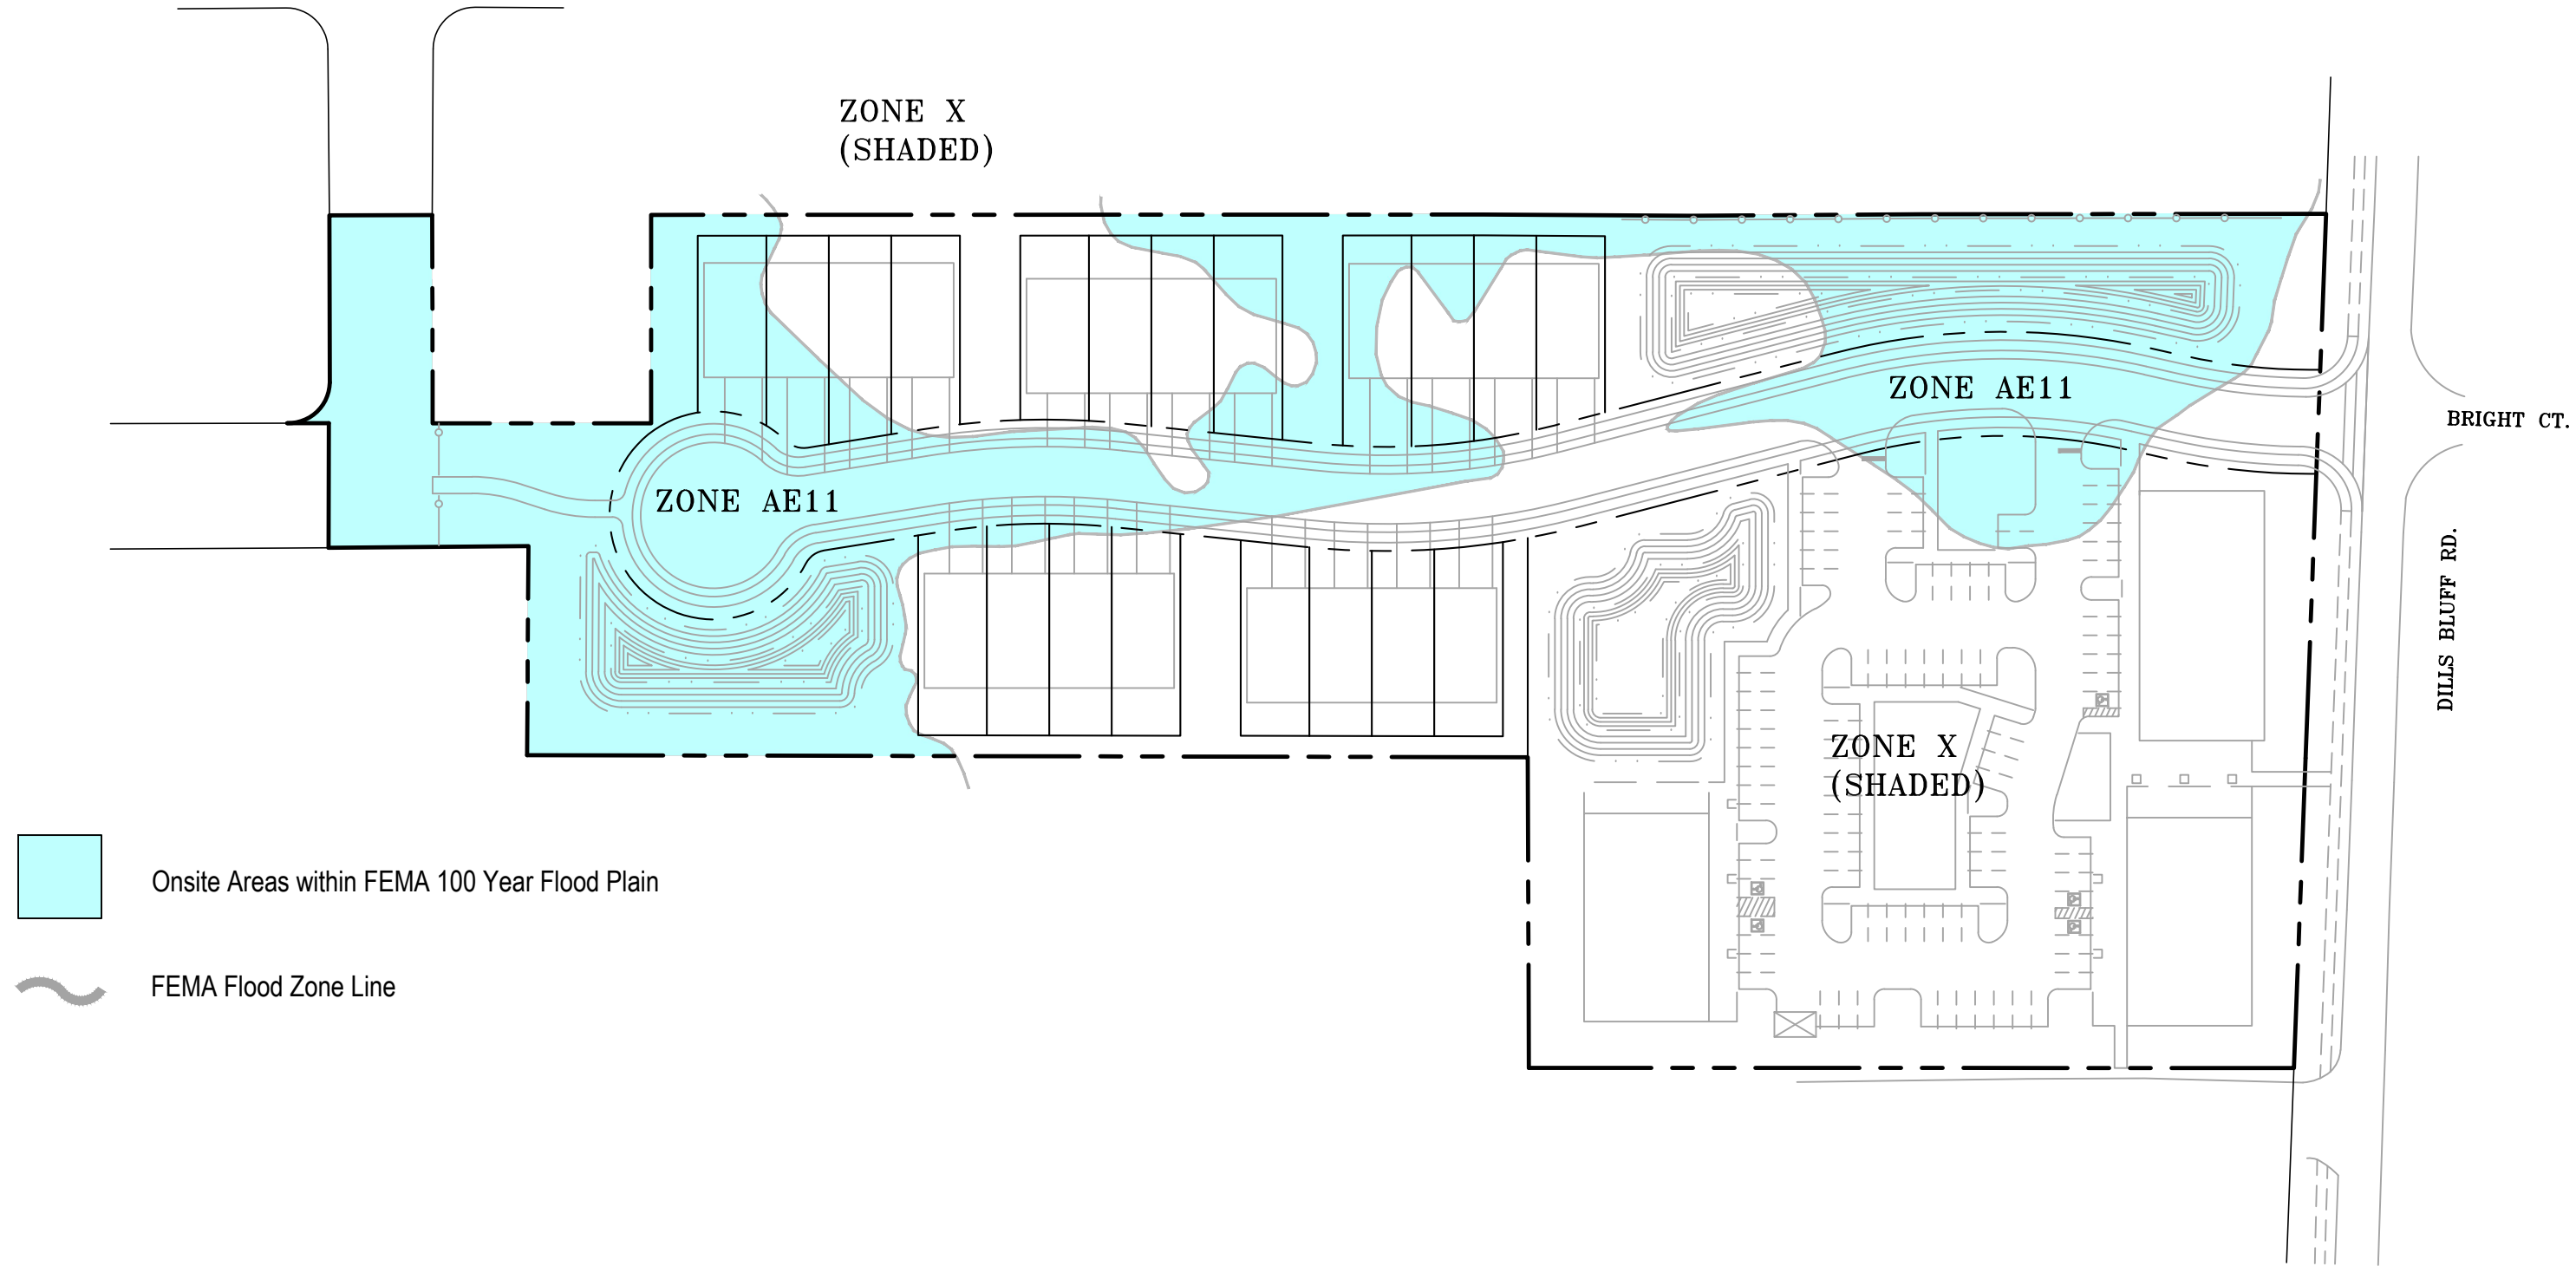 ZONE X
(SHADED)
ZONE AE11
BRIGHT CT.
ZONE AE11
DILLS BLUFF RD.
ZONE X
(SHADED)
Onsite Areas within FEMA 100 Year Flood Plain
FEMA Flood Zone Line